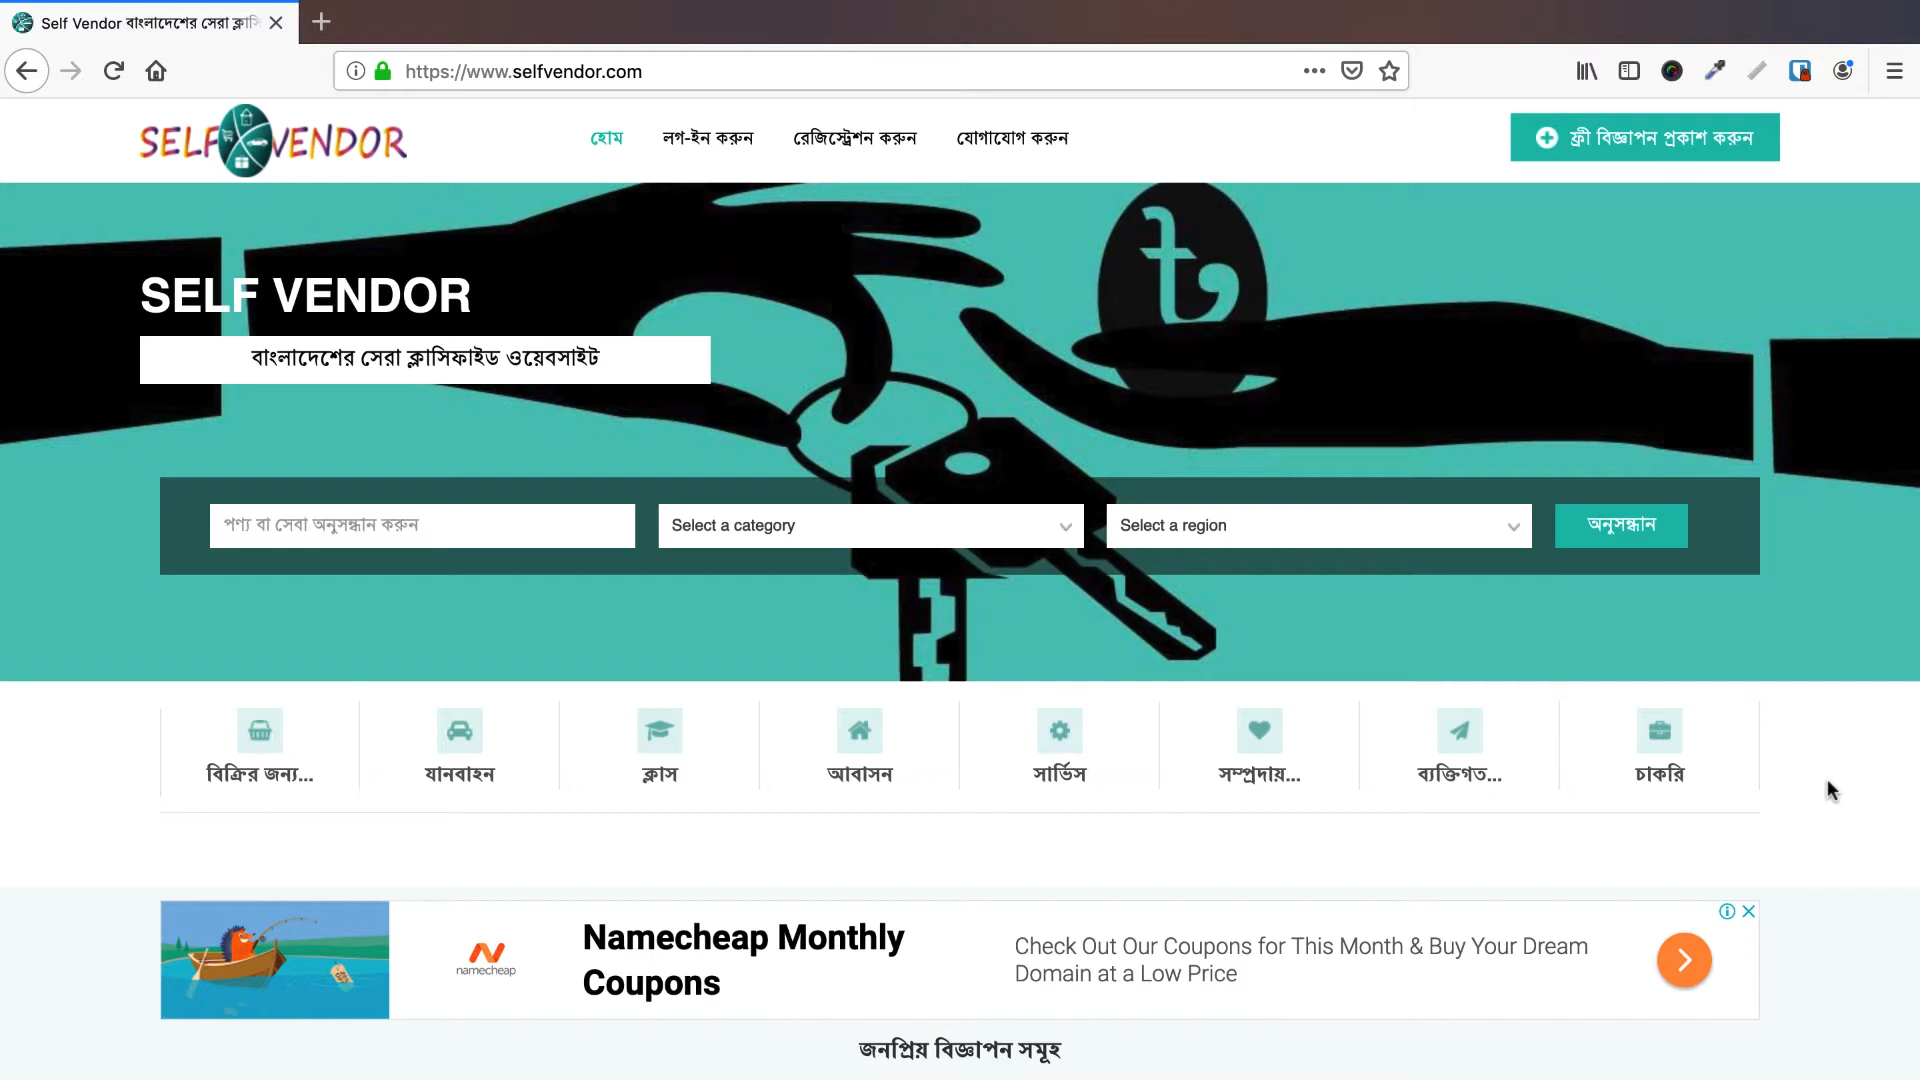 Self Vendor বাংলাদেশের সেরা
https://www.selfvendor.com
SELF VENDOR
হোম
লগ-ইন করুন
রেজিস্ট্রেশন করুন
যোগাযোগ করুন
ফ্রী বিজ্ঞাপন প্রকাশ করুন
৳
SELF VENDOR
বাংলাদেশের সেরা ক্লাসিফাইড ওয়েবসাইট
পণ্য বা সেবা অনুসন্ধান করুন
Select a category
Select a region
অনুসন্ধান
বিক্রির জন্য...
যানবাহন
ক্লাস
আবাসন
সার্ভিস
সম্প্রদায়...
ব্যক্তিগত...
চাকরি
namecheap
Namecheap Monthly
Coupons
Check Out Our Coupons for This Month & Buy Your Dream
Domain at a Low Price
জনপ্রিয় বিজ্ঞাপন সমূহ